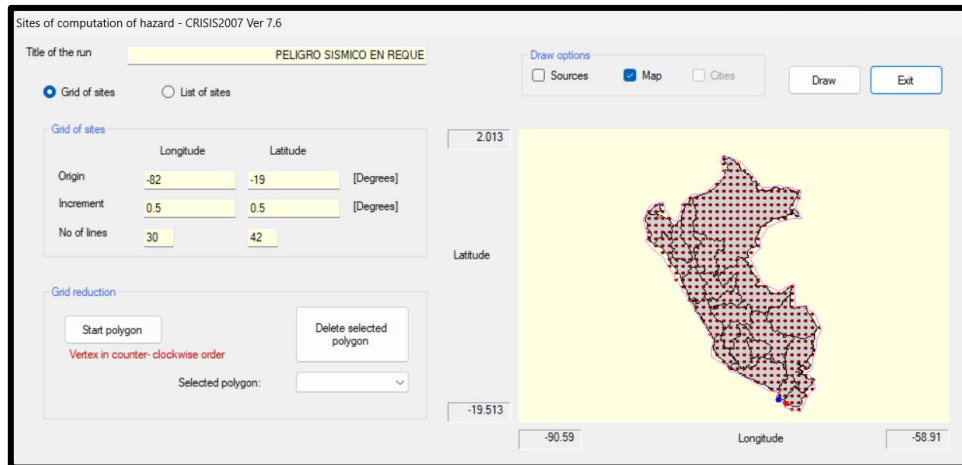 Sites of computation of hazard - CRISIS2007 Ver 7.6
Title of the run
PELIGRO SISMICO EN REQUE
Grid of sites
List of sites
Draw options
Sources
Map
Cities
Draw
Exit
Grid of sites
Longitude Latitude
Origin -82 -19 [Degrees]
Increment 0.5 0.5 [Degrees]
No of lines 30 42
Grid reduction
Start polygon
Vertex in counter- clockwise order
Delete selected
polygon
Selected polygon:
2.013
Latitude
-19.513
-90.59 Longitude -58.91